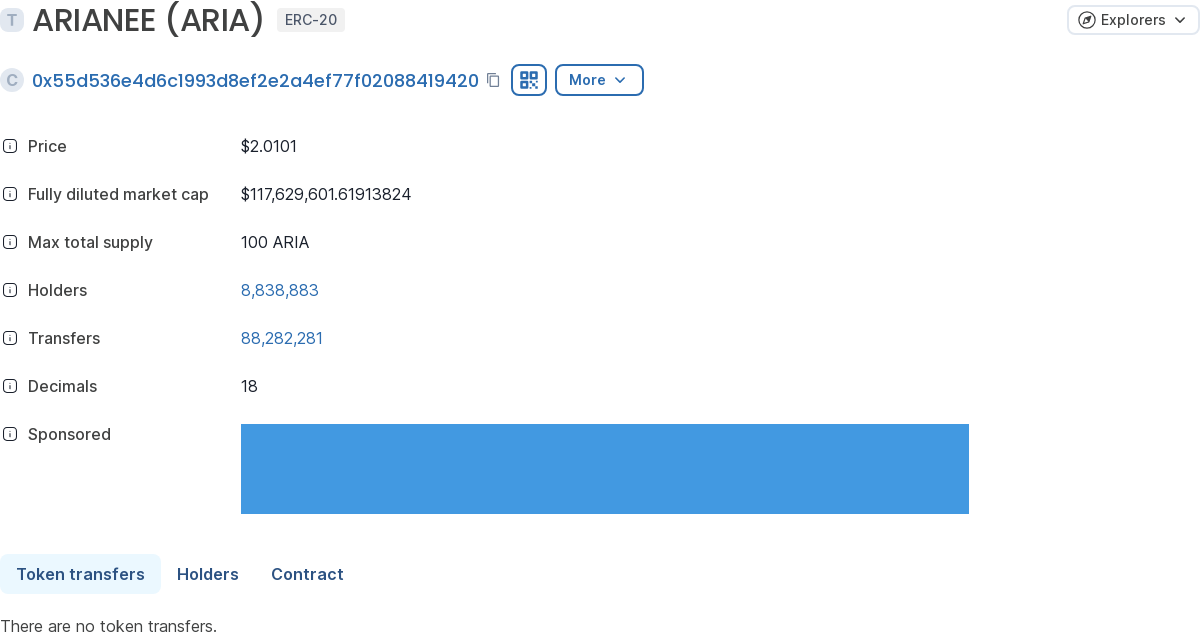 T ARIANEE (ARIA) ERC-20 Explorers
C 0x55d536e4d6c1993d8ef2e2a4ef77f02088419420 More
Price $2.0101
Fully diluted market cap $117,629,601.61913824
Max total supply 100 ARIA
Holders 8,838,883
Transfers 88,282,281
Decimals 18
Sponsored
Token transfers Holders Contract
There are no token transfers.